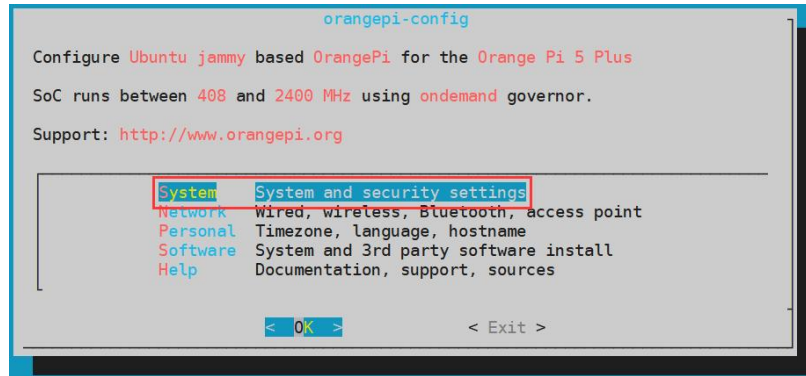 orangepi-config
Configure Ubuntu jammy based OrangePi for the Orange Pi 5 Plus
SoC runs between 408 and 2400 MHz using ondemand governor.
Support: http://www.orangepi.org
System System and security settings
Network Wired, wireless, Bluetooth, access point
Personal Timezone, language, hostname
Software System and 3rd party software install
Help Documentation, support, sources
< OK > < Exit >